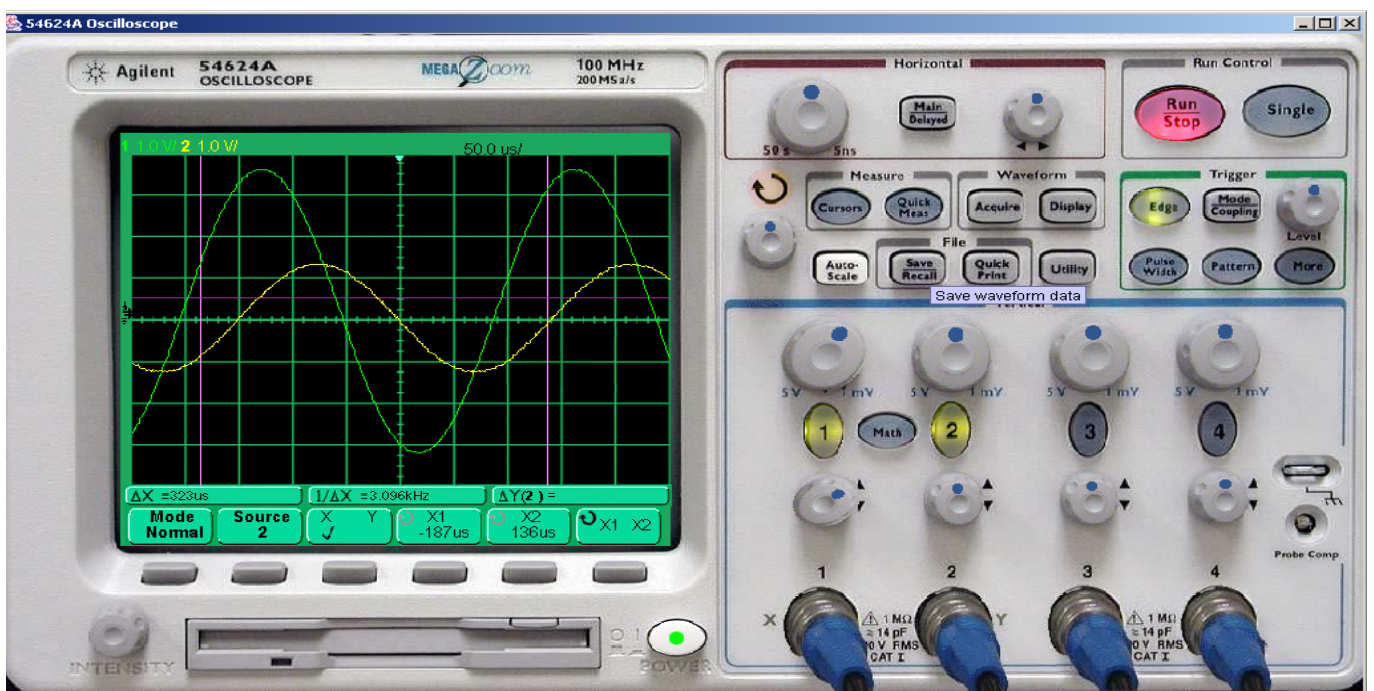 54624A Oscilloscope
Agilent 54624A OSCILLOSCOPE
MEGA Zoom
100 MHz
200 MSa/s
1 1.0 V/ 2 1.0 V/ 50.0 us/
ΔX =323us 1/ΔX =3.096kHz ΔY(2) =
Mode Normal
Source 2
X Y ✓
X1 -187us
X2 136us
X1 X2
INTENSITY
POWER
Horizontal
50 s 5ns
Main Delayed
Run Control
Run Stop
Single
Measure
Cursors
Quick Meas
Waveform
Acquire
Display
Trigger
Edge
Mode Coupling
Level
Pulse Width
Pattern
More
Auto-Scale
File
Save Recall
Quick Print
Utility
Save waveform data
Vertical
5 V 1 mV
5 V 1 mV
5 V 1 mV
5 V 1 mV
1
Math
2
3
4
Probe Comp
1
2
3
4
X
Y
1 MΩ
≈ 14 pF
V RMS
CAT I
1 MΩ
≈ 14 pF
V RMS
CAT I